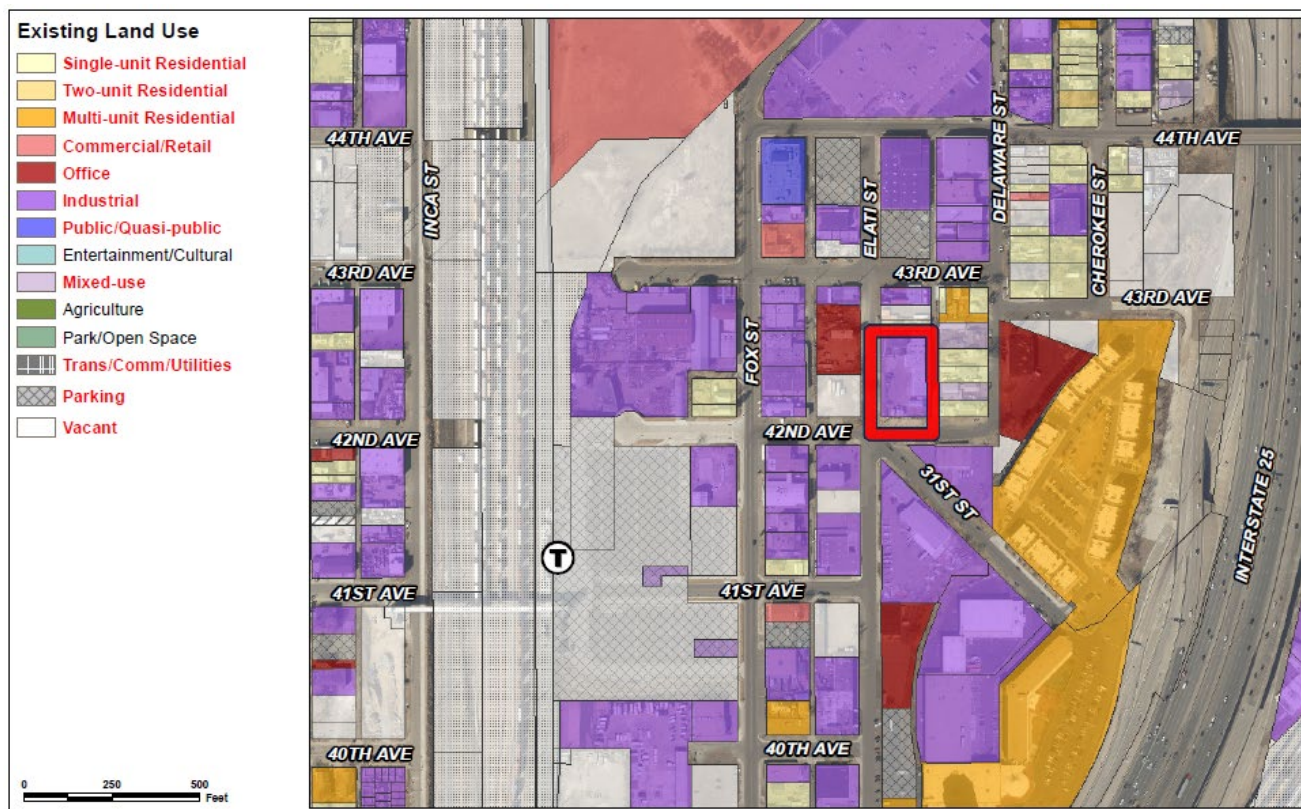 Existing Land Use
Single-unit Residential
Two-unit Residential
Multi-unit Residential
Commercial/Retail
Office
Industrial
Public/Quasi-public
Entertainment/Cultural
Mixed-use
Agriculture
Park/Open Space
Trans/Comm/Utilities
Parking
Vacant
0 250 500
Feet
44TH AVE
44TH AVE
INCA ST
DELAWARE ST
ELATI ST
CHEROKEE ST
43RD AVE
43RD AVE
43RD AVE
FOX ST
42ND AVE
42ND AVE
31ST ST
INTERSTATE 25
T
41ST AVE
41ST AVE
40TH AVE
40TH AVE